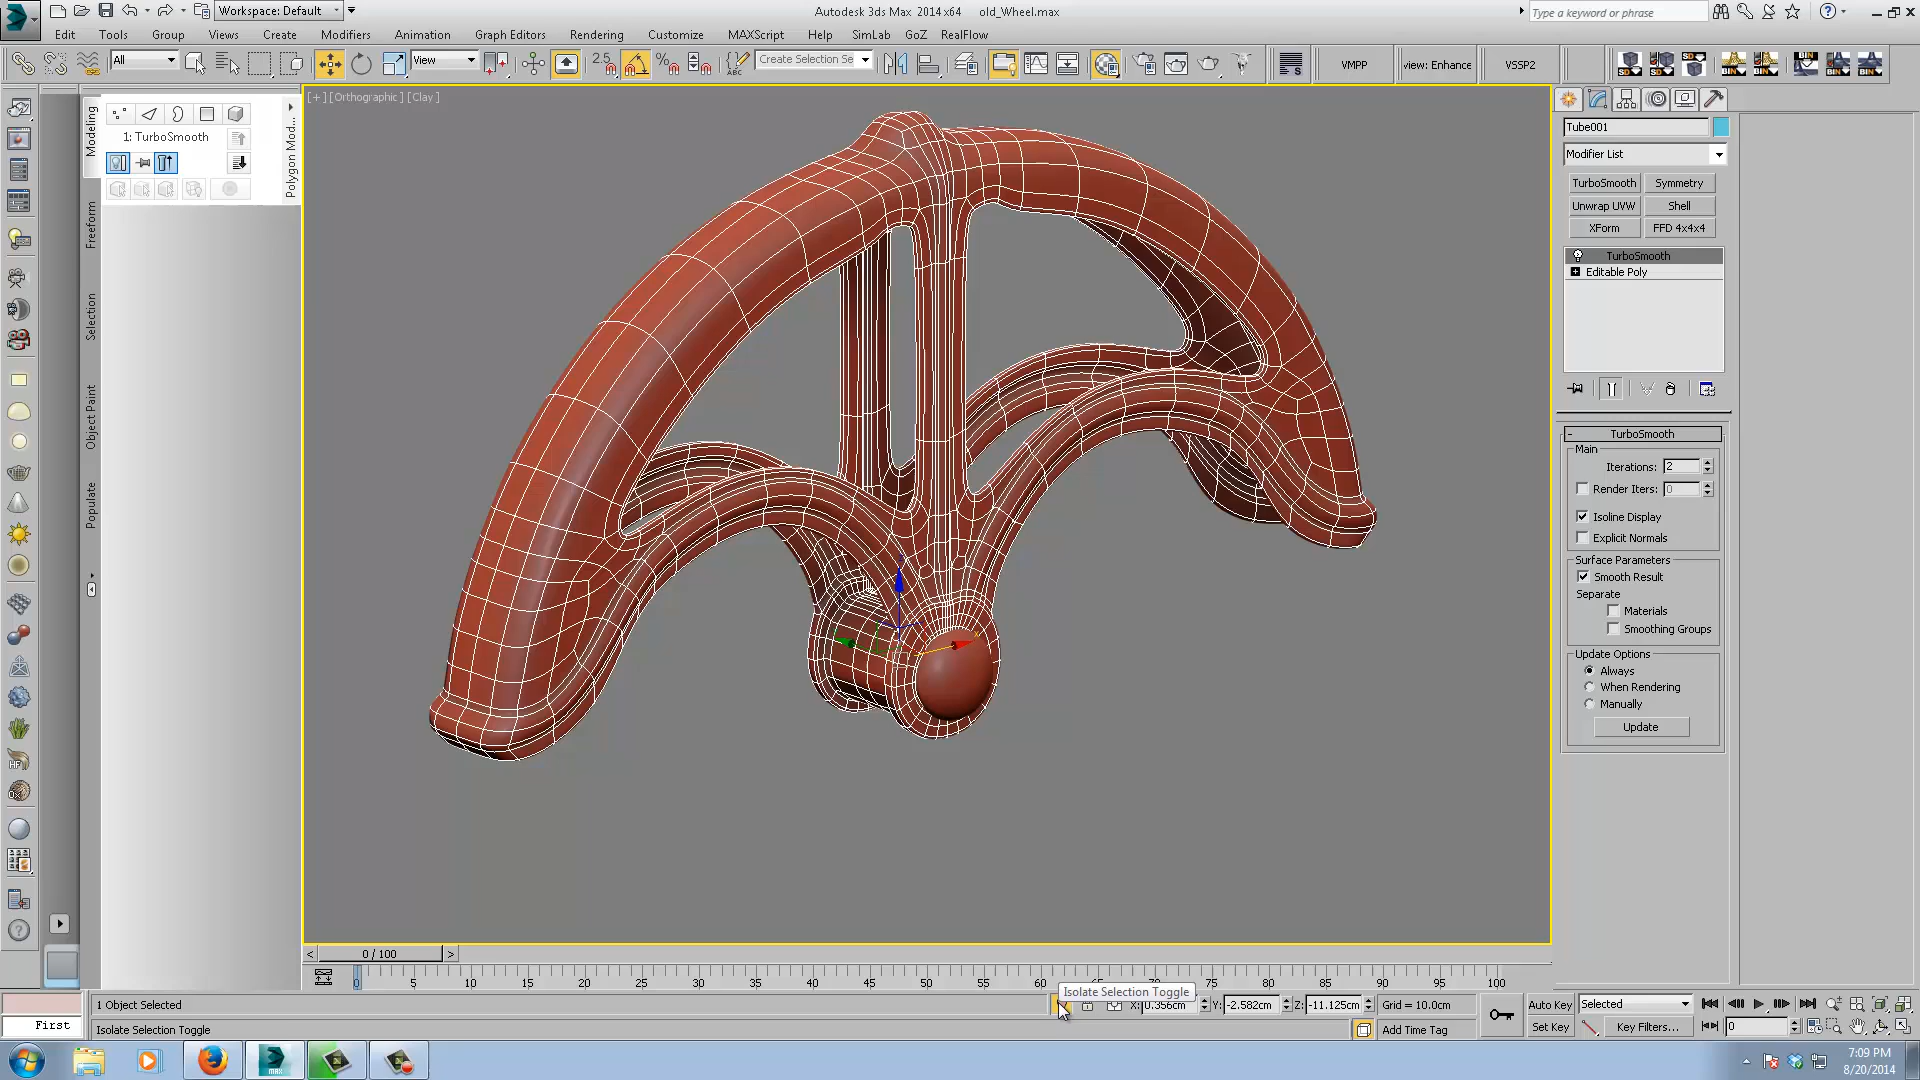 Workspace: Default
Autodesk 3ds Max 2014 x64 old_Wheel.max
Type a keyword or phrase
Edit Tools Group Views Create Modifiers Animation Graph Editors Rendering Customize MAXScript Help SimLab GoZ RealFlow
All
View
2.5
Create Selection Se
VMPP
view: Enhance
VSSP2
Modeling
Freeform
Selection
Object Paint
Populate
1: TurboSmooth
Polygon Mod...
[+] [Orthographic] [Clay]
Tube001
Modifier List
TurboSmooth Symmetry
Unwrap UVW Shell
XForm FFD 4x4x4
TurboSmooth
Editable Poly
TurboSmooth
Main
Iterations: 2
Render Iters: 0
Isoline Display
Explicit Normals
Surface Parameters
Smooth Result
Separate
Materials
Smoothing Groups
Update Options
Always
When Rendering
Manually
Update
0 / 100
0 5 10 15 20 25 30 35 40 45 50 55 60 75 80 85 90 95 100
Isolate Selection Toggle
1 Object Selected
X: 0.356cm Y: -2.582cm Z: -11.125cm Grid = 10.0cm
Auto Key Selected
First
Isolate Selection Toggle
Add Time Tag
Set Key Key Filters... 0
7:09 PM
8/20/2014